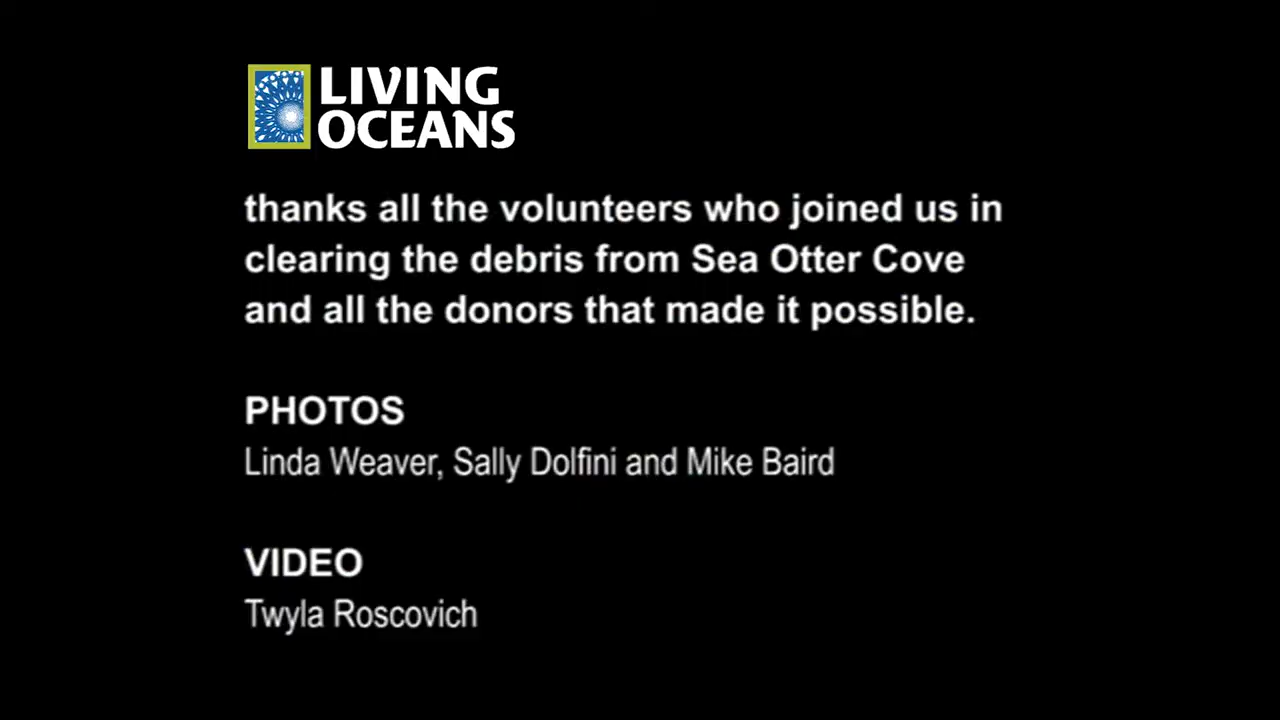 LIVING
OCEANS
thanks all the volunteers who joined us in
clearing the debris from Sea Otter Cove
and all the donors that made it possible.
PHOTOS
Linda Weaver, Sally Dolfini and Mike Baird
VIDEO
Twyla Roscovich